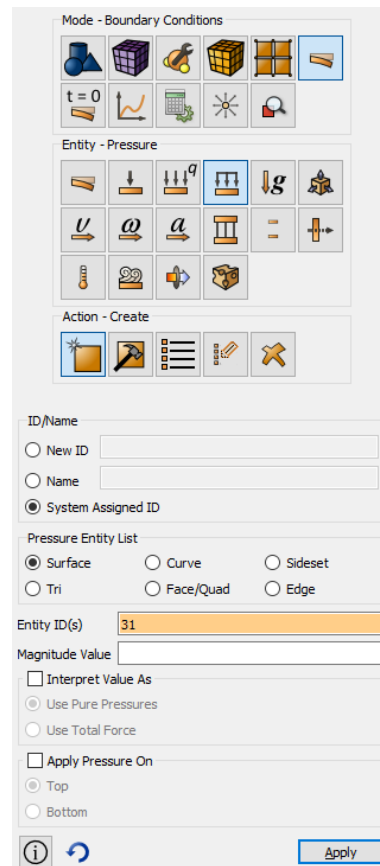 Mode - Boundary Conditions
t = 0
Entity - Pressure
q
g
υ ω a
Action - Create
ID/Name
New ID
Name
System Assigned ID
Pressure Entity List
Surface Curve Sideset
Tri Face/Quad Edge
Entity ID(s) 31
Magnitude Value
Interpret Value As
Use Pure Pressures
Use Total Force
Apply Pressure On
Top
Bottom
i Apply